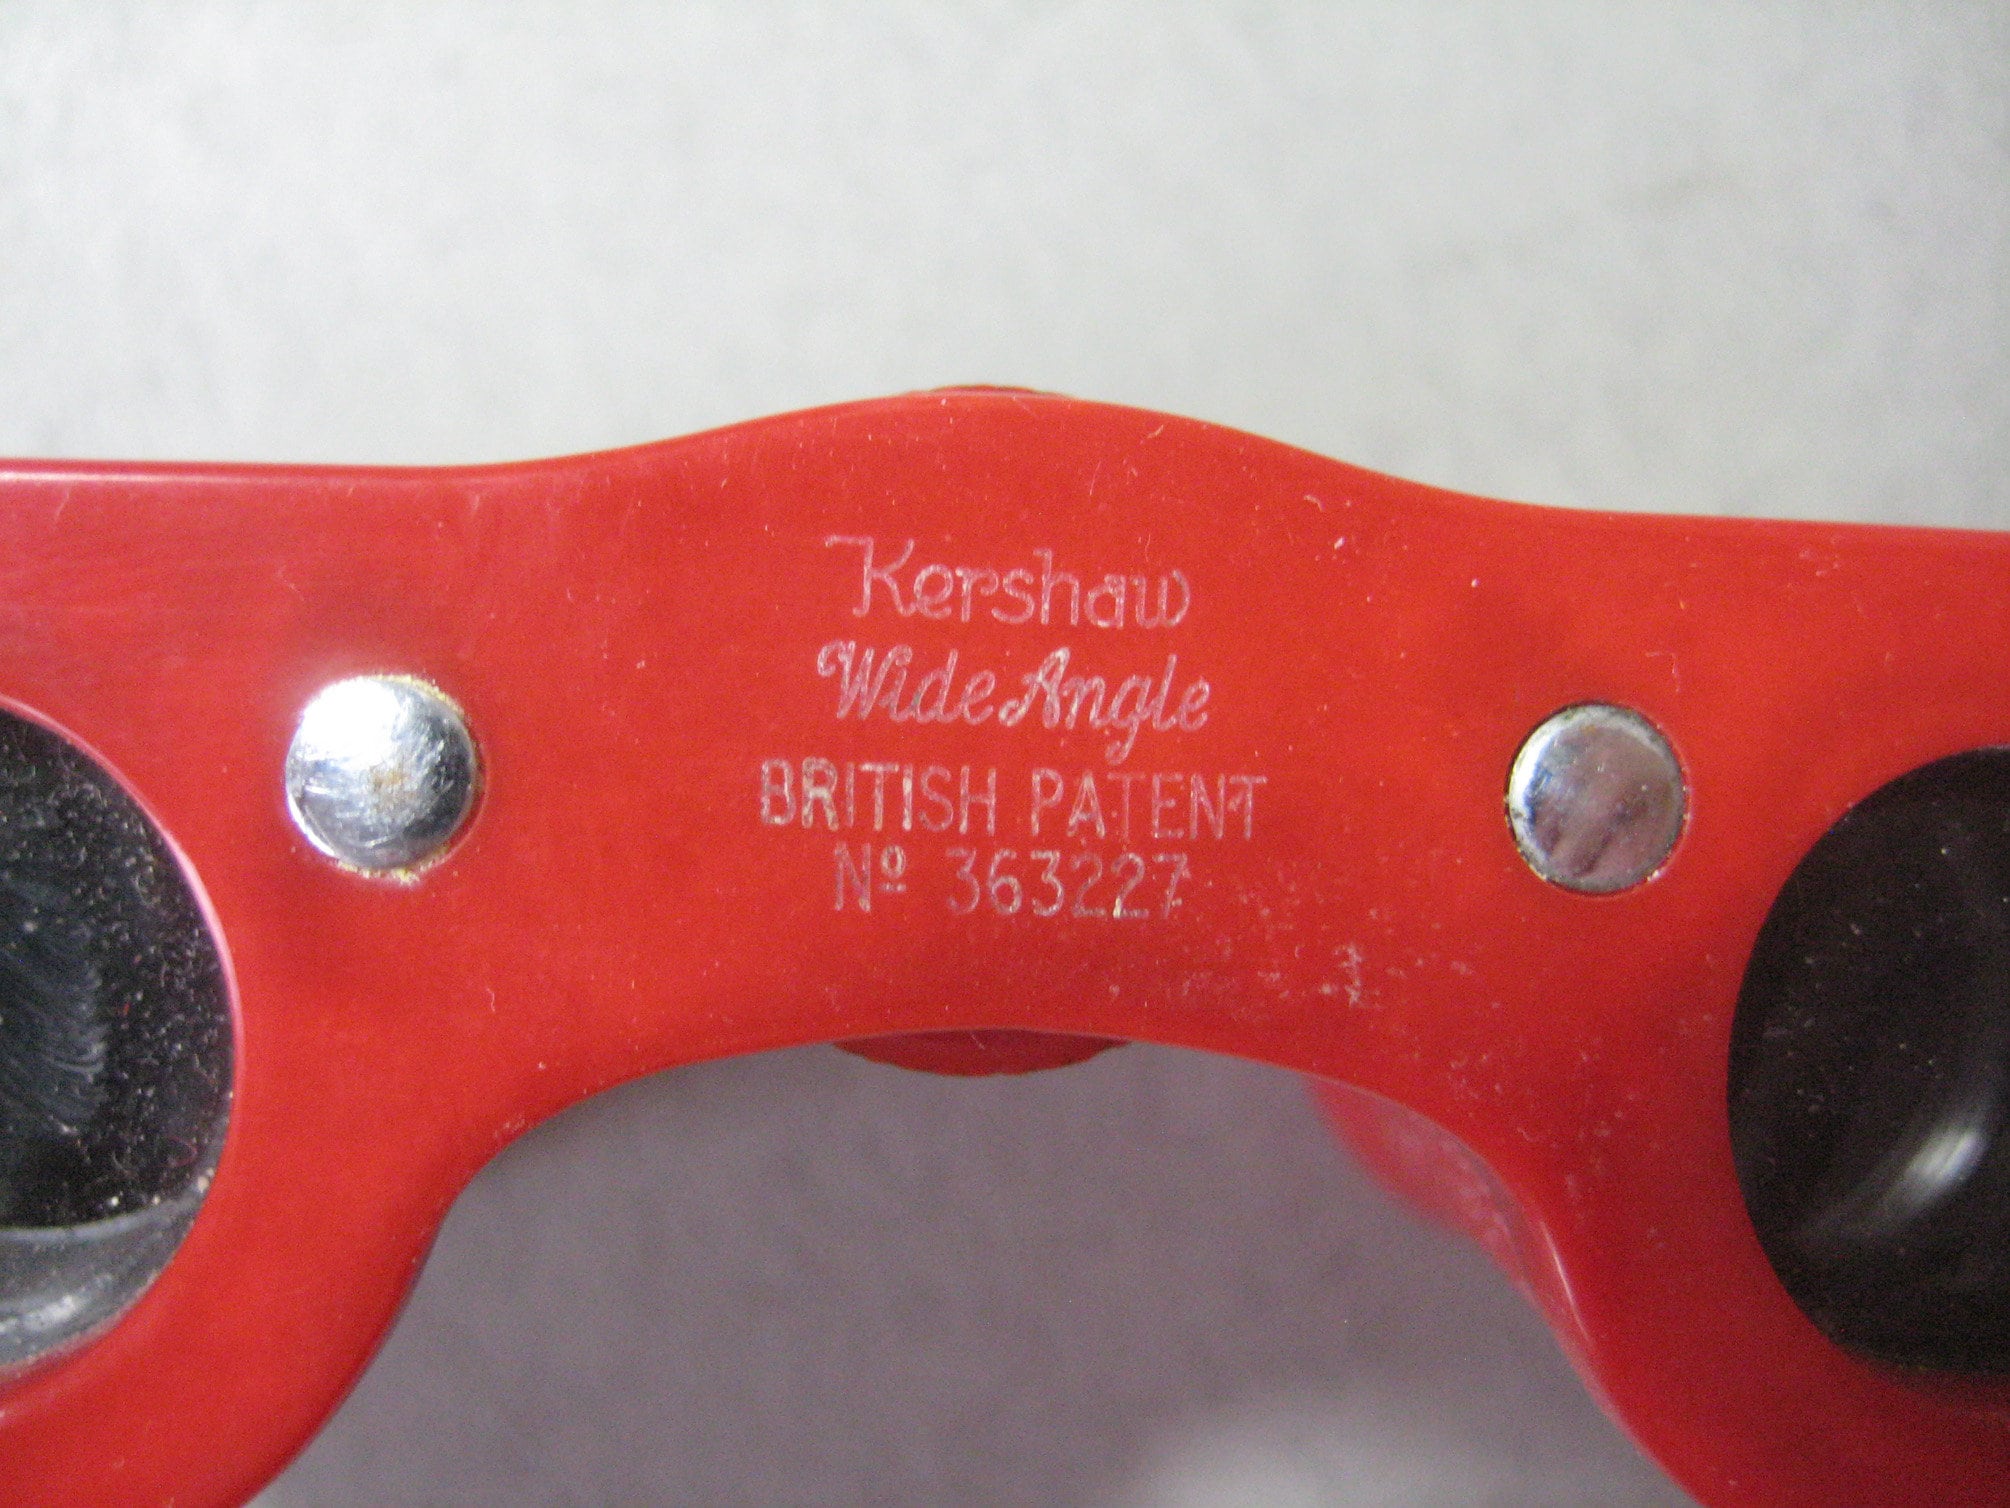 Kershaw
Wide Angle
BRITISH PATENT
Nº 363227